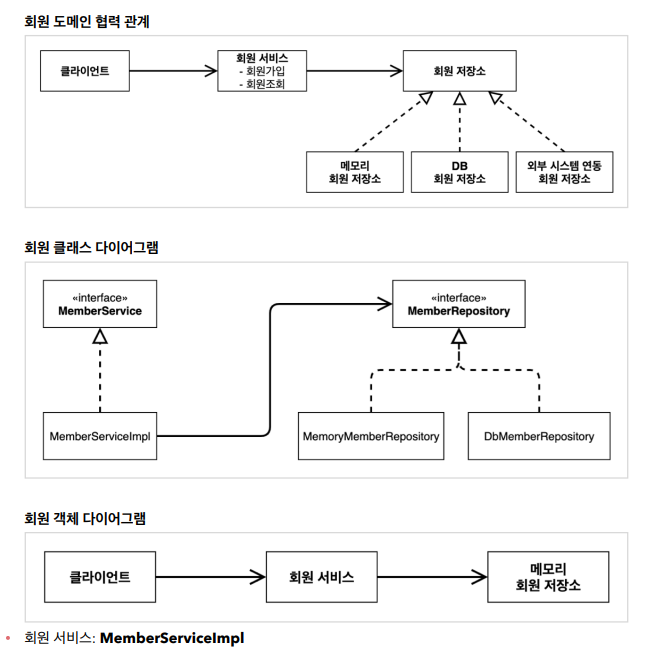 회원 도메인 협력 관계
클라이언트
회원 서비스
- 회원가입
- 회원조회
회원 저장소
메모리
회원 저장소
DB
회원 저장소
외부 시스템 연동
회원 저장소
회원 클래스 다이어그램
«interface»
MemberService
«interface»
MemberRepository
MemberServiceImpl
MemoryMemberRepository
DbMemberRepository
회원 객체 다이어그램
클라이언트
회원 서비스
메모리
회원 저장소
• 회원 서비스: MemberServiceImpl